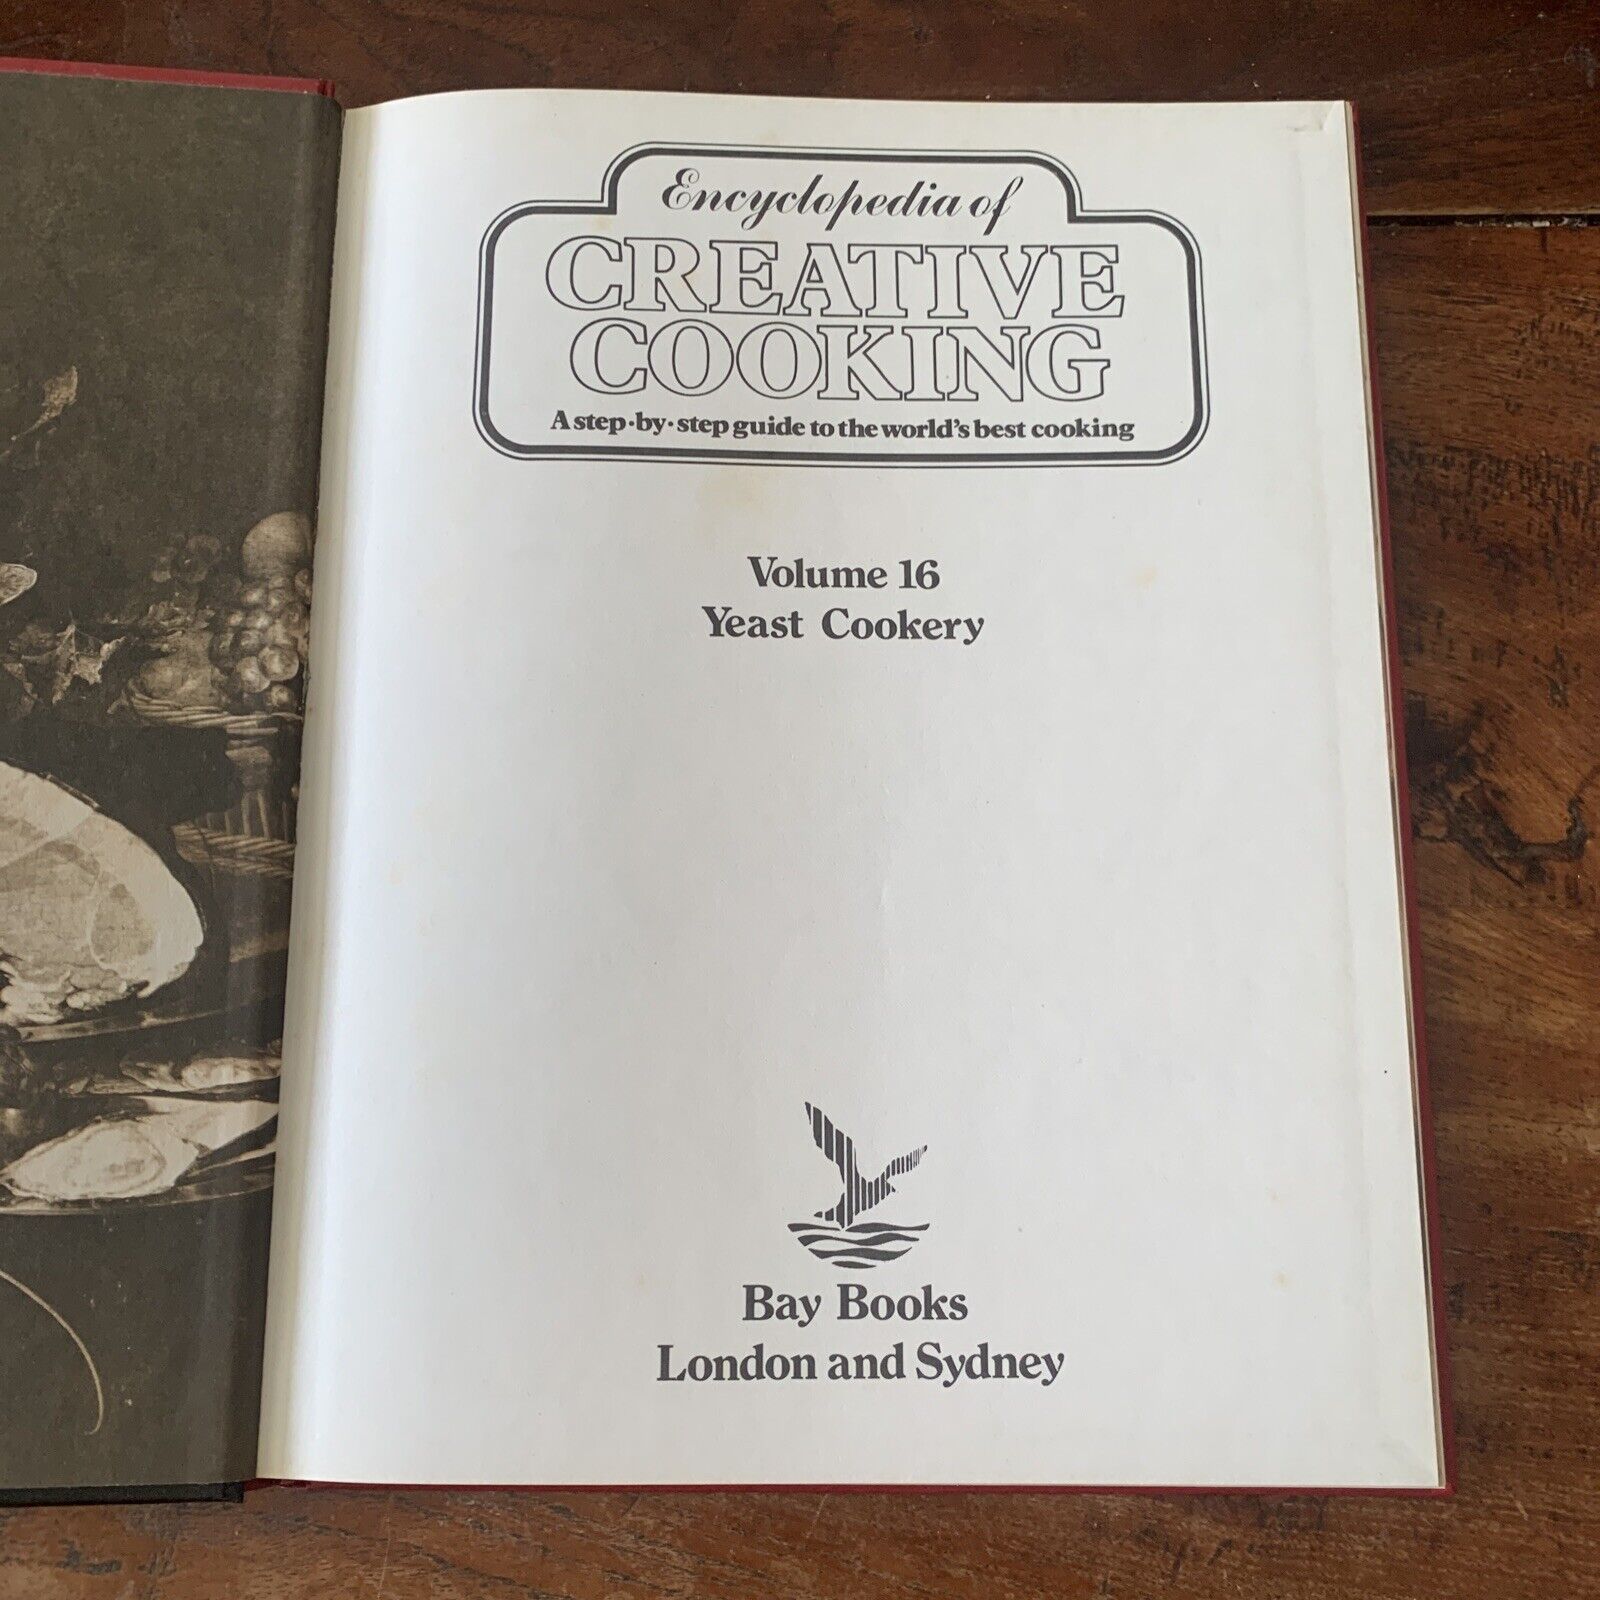 Encyclopedia of
CREATIVE
COOKING
A step-by-step guide to the world's best cooking
Volume 16
Yeast Cookery
Bay Books
London and Sydney